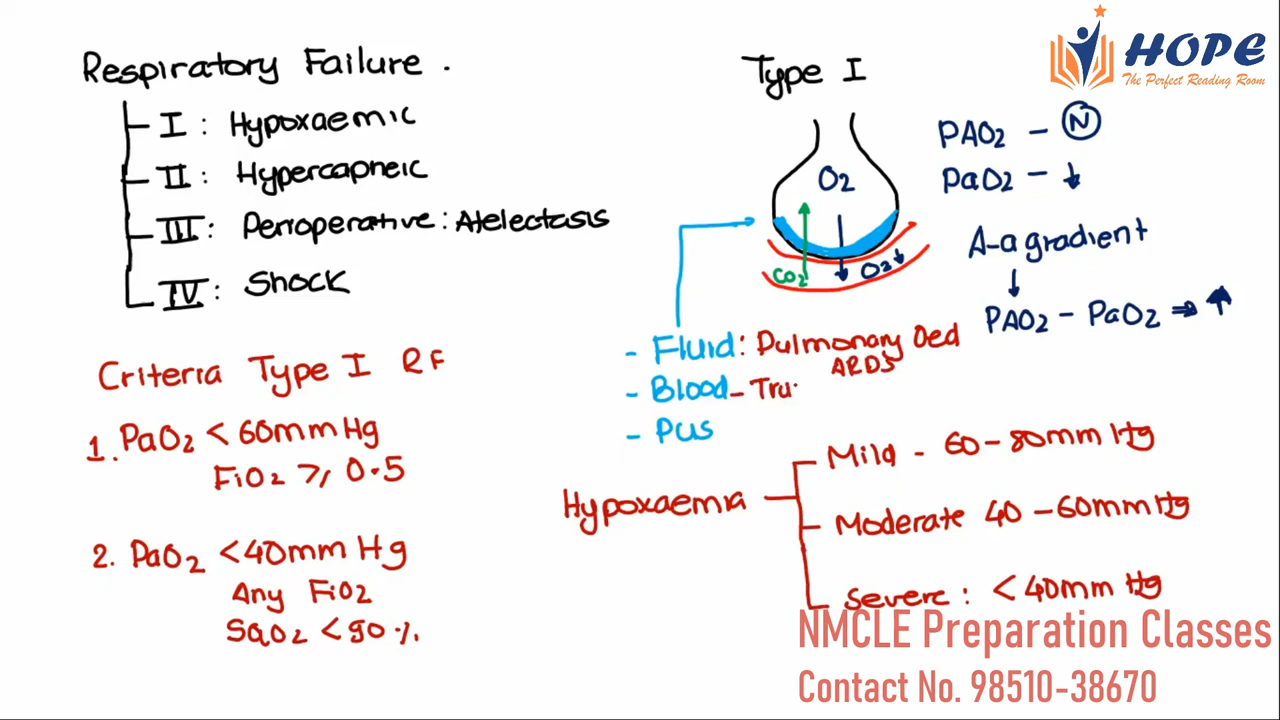 Respiratory Failure.
I : Hypoxaemic
II : Hypercapneic
III : Perioperative : Atelectasis
IV : Shock
Criteria Type I RF
1. PaO2 < 60mmHg
FiO2 ⩾ 0.5
2. PaO2 < 40mm Hg
Any FiO2
SaO2 < 90 %
Type I
O2
CO2
O2↓
PAO2 – N
PaO2 – ↓
A-a gradient
↓
PAO2 – PaO2 ⇒ ↑
- Fluid : Pulmonary Oed
ARDS
- Blood – Tru
- Pus
Hypoxaemia
Mild - 60 – 80mm Hg
Moderate 40 – 60mmHg
Severe : < 40mm Hg
HOPE
The Perfect Reading Room
NMCLE Preparation Classes
Contact No. 98510-38670